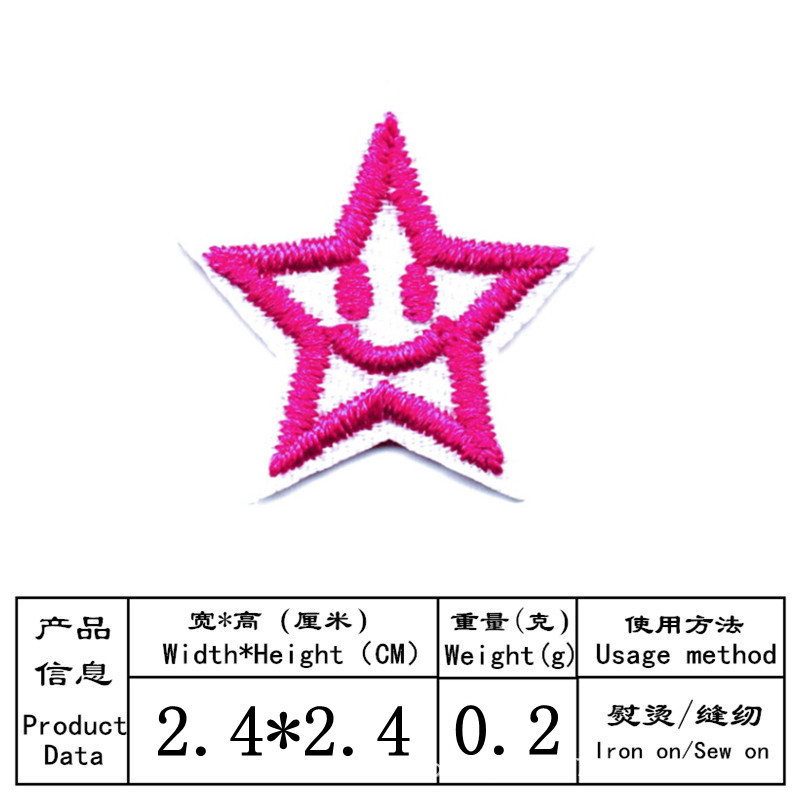 产品
信息
Product
Data
宽*高 (厘米)
Width*Height (CM)
重量(克)
Weight(g)
使用方法
Usage method
2.4*2.4
0.2
熨烫/缝纫
Iron on/Sew on